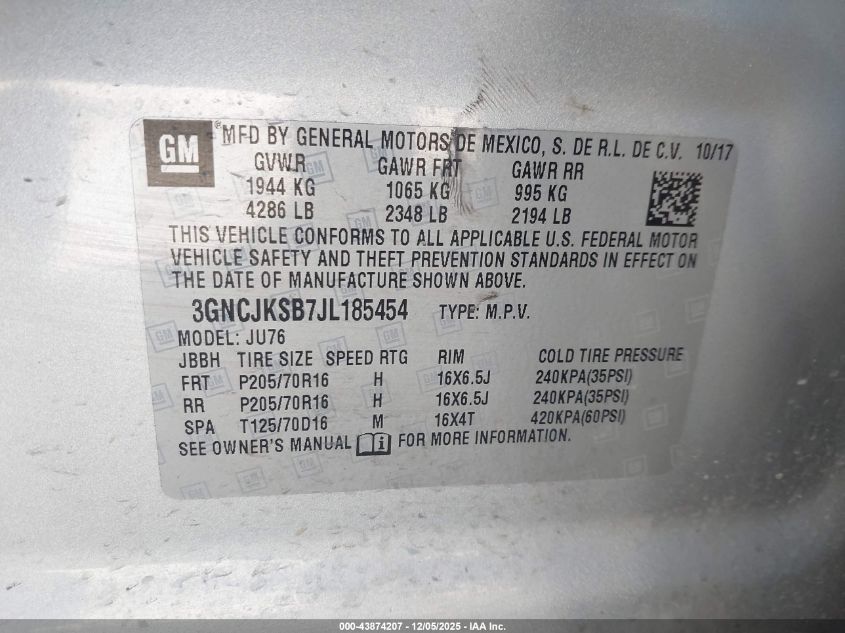 GM ® MFD BY GENERAL MOTORS DE MEXICO, S. DE R.L. DE C.V. 10/17
GVWR GAWR FRT GAWR RR
1944 KG 1065 KG 995 KG
4286 LB 2348 LB 2194 LB
THIS VEHICLE CONFORMS TO ALL APPLICABLE U.S. FEDERAL MOTOR
VEHICLE SAFETY AND THEFT PREVENTION STANDARDS IN EFFECT ON
THE DATE OF MANUFACTURE SHOWN ABOVE.
3GNCJKSB7JL185454 TYPE: M.P.V.
MODEL: JU76
JBBH TIRE SIZE SPEED RTG RIM COLD TIRE PRESSURE
FRT P205/70R16 H 16X6.5J 240KPA(35PSI)
RR P205/70R16 H 16X6.5J 240KPA(35PSI)
SPA T125/70D16 M 16X4T 420KPA(60PSI)
SEE OWNER'S MANUAL FOR MORE INFORMATION.
000-43874207 - 12/05/2025 - IAA Inc.